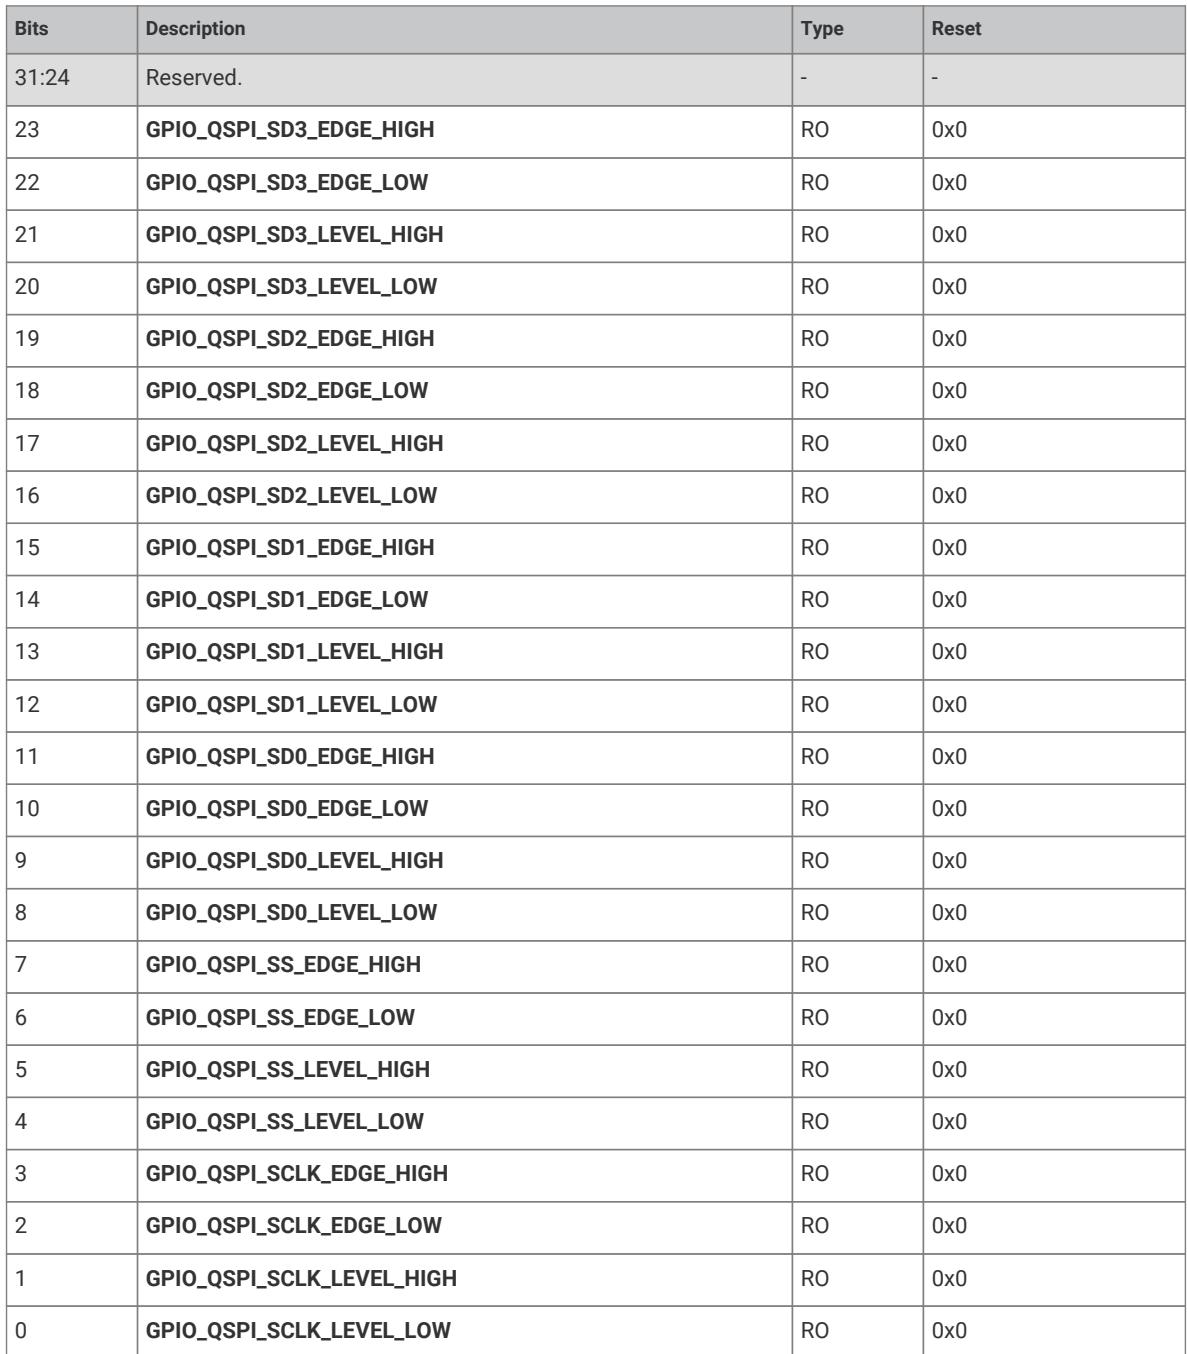 Bits Description Type Reset
31:24 Reserved. - -
23 GPIO_QSPI_SD3_EDGE_HIGH RO 0x0
22 GPIO_QSPI_SD3_EDGE_LOW RO 0x0
21 GPIO_QSPI_SD3_LEVEL_HIGH RO 0x0
20 GPIO_QSPI_SD3_LEVEL_LOW RO 0x0
19 GPIO_QSPI_SD2_EDGE_HIGH RO 0x0
18 GPIO_QSPI_SD2_EDGE_LOW RO 0x0
17 GPIO_QSPI_SD2_LEVEL_HIGH RO 0x0
16 GPIO_QSPI_SD2_LEVEL_LOW RO 0x0
15 GPIO_QSPI_SD1_EDGE_HIGH RO 0x0
14 GPIO_QSPI_SD1_EDGE_LOW RO 0x0
13 GPIO_QSPI_SD1_LEVEL_HIGH RO 0x0
12 GPIO_QSPI_SD1_LEVEL_LOW RO 0x0
11 GPIO_QSPI_SD0_EDGE_HIGH RO 0x0
10 GPIO_QSPI_SD0_EDGE_LOW RO 0x0
9 GPIO_QSPI_SD0_LEVEL_HIGH RO 0x0
8 GPIO_QSPI_SD0_LEVEL_LOW RO 0x0
7 GPIO_QSPI_SS_EDGE_HIGH RO 0x0
6 GPIO_QSPI_SS_EDGE_LOW RO 0x0
5 GPIO_QSPI_SS_LEVEL_HIGH RO 0x0
4 GPIO_QSPI_SS_LEVEL_LOW RO 0x0
3 GPIO_QSPI_SCLK_EDGE_HIGH RO 0x0
2 GPIO_QSPI_SCLK_EDGE_LOW RO 0x0
1 GPIO_QSPI_SCLK_LEVEL_HIGH RO 0x0
0 GPIO_QSPI_SCLK_LEVEL_LOW RO 0x0